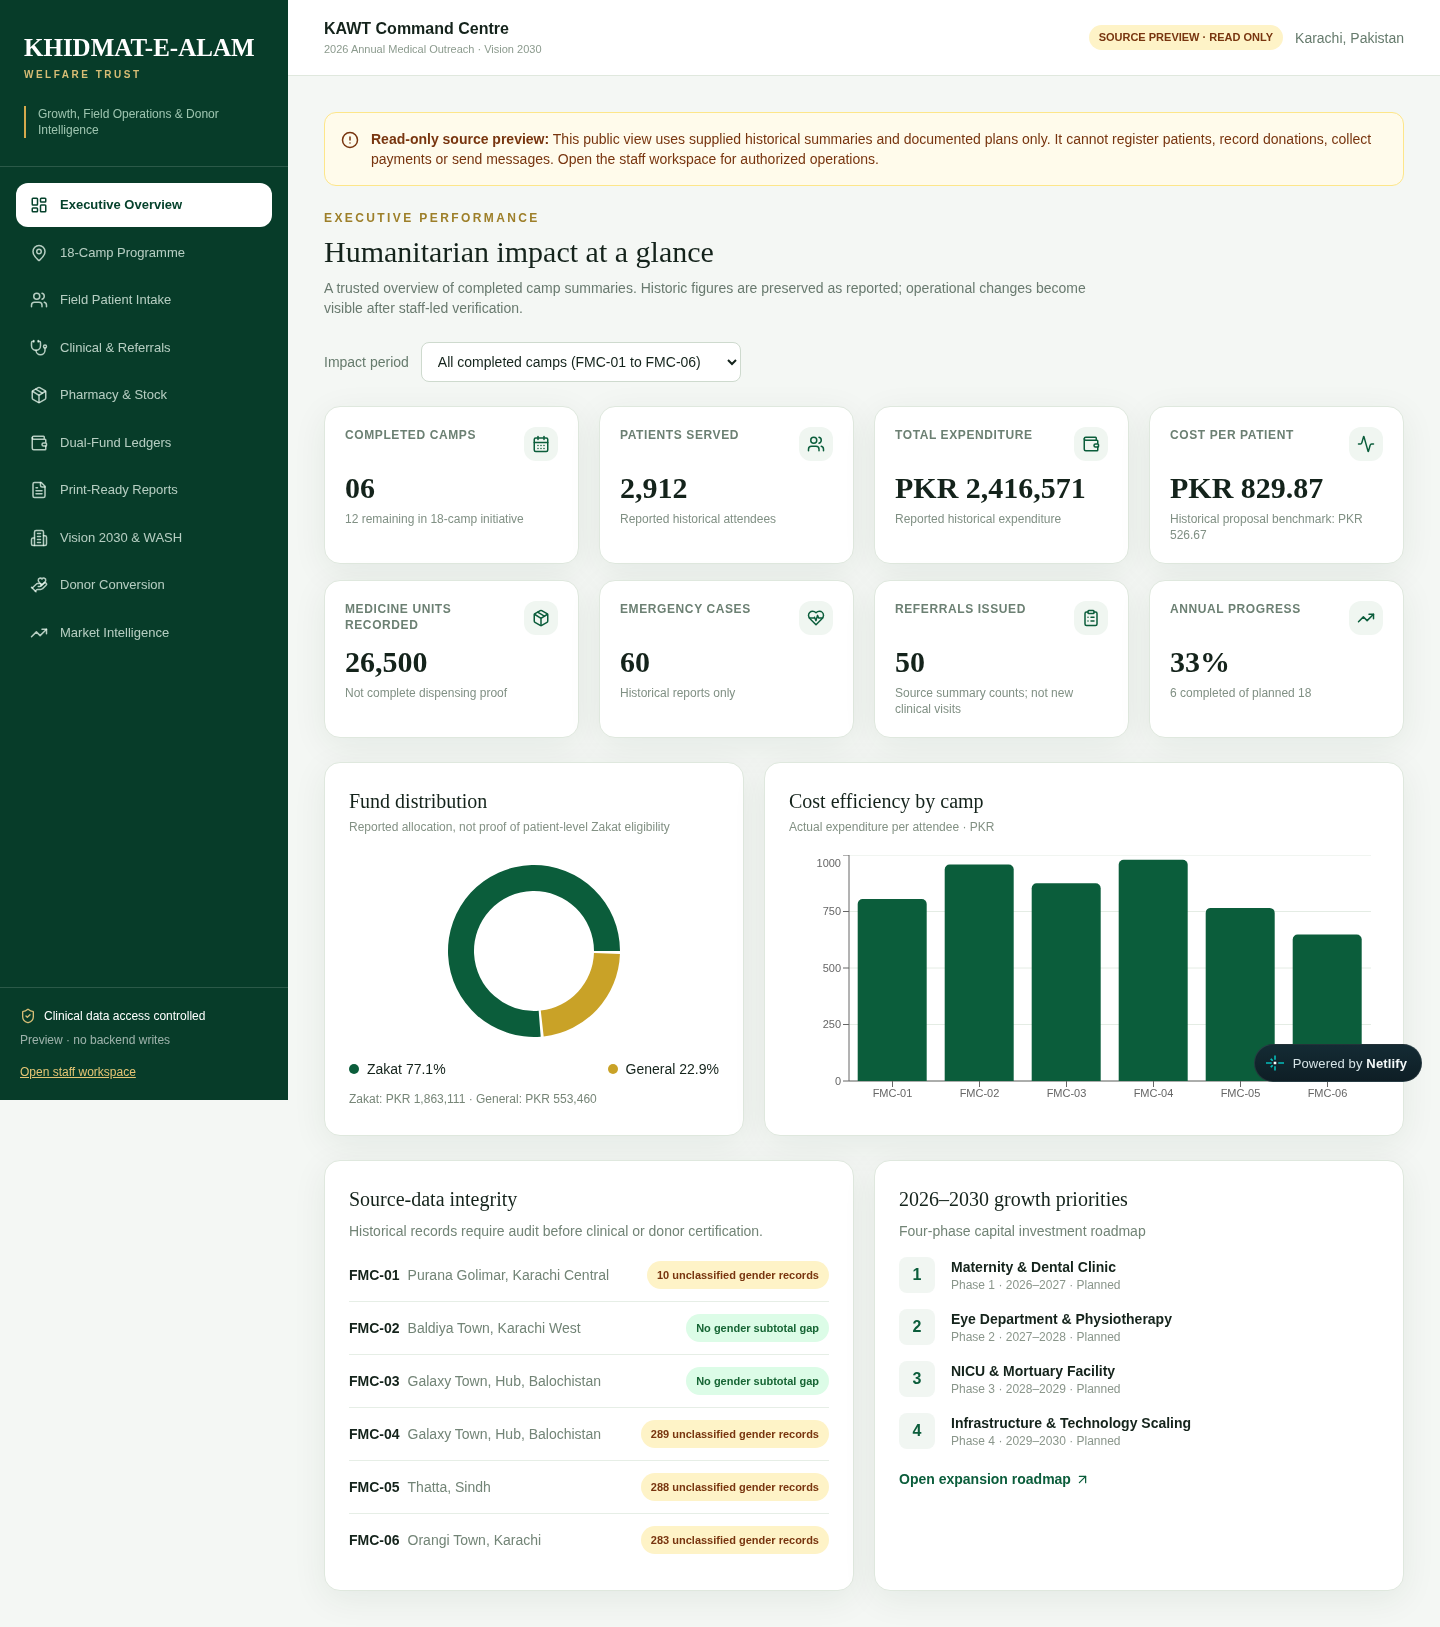 KHIDMAT-E-ALAM
WELFARE TRUST
Growth, Field Operations & Donor
Intelligence
Executive Overview
18-Camp Programme
Field Patient Intake
Clinical & Referrals
Pharmacy & Stock
Dual-Fund Ledgers
Print-Ready Reports
Vision 2030 & WASH
Donor Conversion
Market Intelligence
Clinical data access controlled
Preview · no backend writes
Open staff workspace
KAWT Command Centre
2026 Annual Medical Outreach · Vision 2030
SOURCE PREVIEW · READ ONLY
Karachi, Pakistan
Read-only source preview: This public view uses supplied historical summaries and documented plans only. It cannot register patients, record donations, collect
payments or send messages. Open the staff workspace for authorized operations.
EXECUTIVE PERFORMANCE
Humanitarian impact at a glance
A trusted overview of completed camp summaries. Historic figures are preserved as reported; operational changes become
visible after staff-led verification.
Impact period
All completed camps (FMC-01 to FMC-06)
COMPLETED CAMPS
06
12 remaining in 18-camp initiative
PATIENTS SERVED
2,912
Reported historical attendees
TOTAL EXPENDITURE
PKR 2,416,571
Reported historical expenditure
COST PER PATIENT
PKR 829.87
Historical proposal benchmark: PKR
526.67
MEDICINE UNITS
RECORDED
26,500
Not complete dispensing proof
EMERGENCY CASES
60
Historical reports only
REFERRALS ISSUED
50
Source summary counts; not new
clinical visits
ANNUAL PROGRESS
33%
6 completed of planned 18
Fund distribution
Reported allocation, not proof of patient-level Zakat eligibility
Zakat 77.1%
General 22.9%
Zakat: PKR 1,863,111 · General: PKR 553,460
Cost efficiency by camp
Actual expenditure per attendee · PKR
1000
750
500
250
0
FMC-01
FMC-02
FMC-03
FMC-04
FMC-05
FMC-06
Powered by Netlify
Source-data integrity
Historical records require audit before clinical or donor certification.
FMC-01 Purana Golimar, Karachi Central
10 unclassified gender records
FMC-02 Baldiya Town, Karachi West
No gender subtotal gap
FMC-03 Galaxy Town, Hub, Balochistan
No gender subtotal gap
FMC-04 Galaxy Town, Hub, Balochistan
289 unclassified gender records
FMC-05 Thatta, Sindh
288 unclassified gender records
FMC-06 Orangi Town, Karachi
283 unclassified gender records
2026–2030 growth priorities
Four-phase capital investment roadmap
1
Maternity & Dental Clinic
Phase 1 · 2026–2027 · Planned
2
Eye Department & Physiotherapy
Phase 2 · 2027–2028 · Planned
3
NICU & Mortuary Facility
Phase 3 · 2028–2029 · Planned
4
Infrastructure & Technology Scaling
Phase 4 · 2029–2030 · Planned
Open expansion roadmap